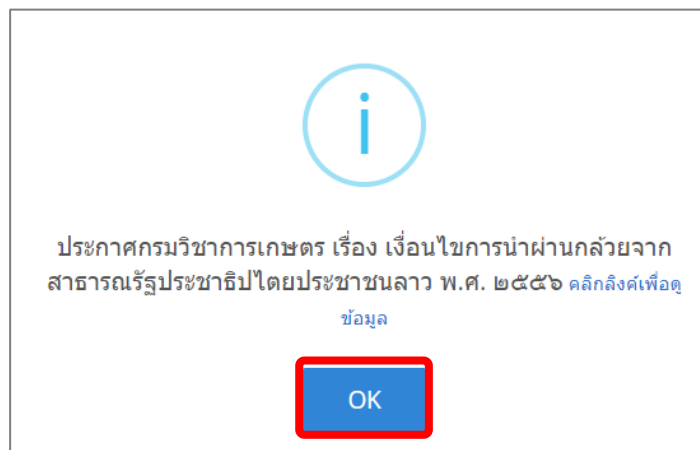 i
ประกาศกรมวิชาการเกษตร เรื่อง เงื่อนไขการนำผ่านกล้วยจาก
สาธารณรัฐประชาธิปไตยประชาชนลาว พ.ศ. ๒๕๕๖ คลิกลิงค์เพื่อดู
ข้อมูล
OK